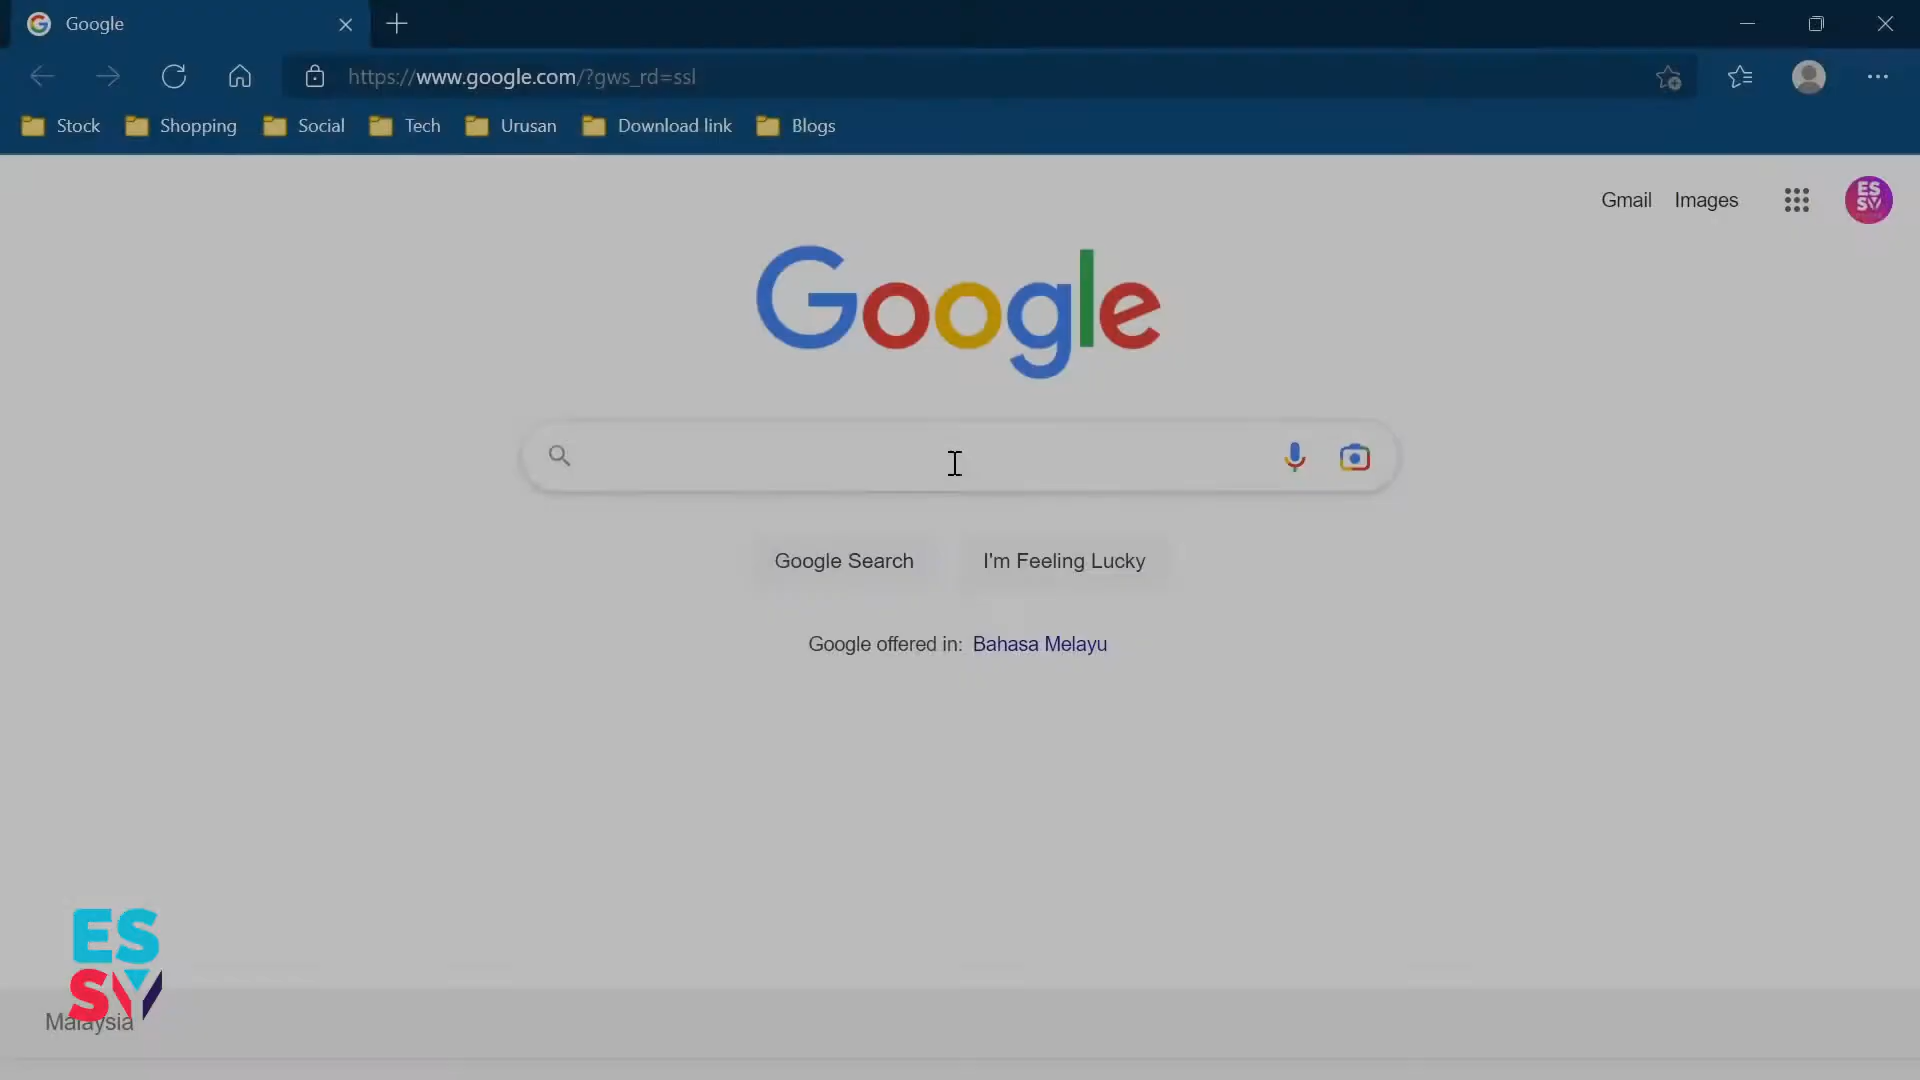 Google
https://www.google.com/?gws_rd=ssl
Stock Shopping Social Tech Urusan Download link Blogs
Gmail Images
ES
SV
Google
Google Search I'm Feeling Lucky
Google offered in: Bahasa Melayu
ES
SV
Malaysia